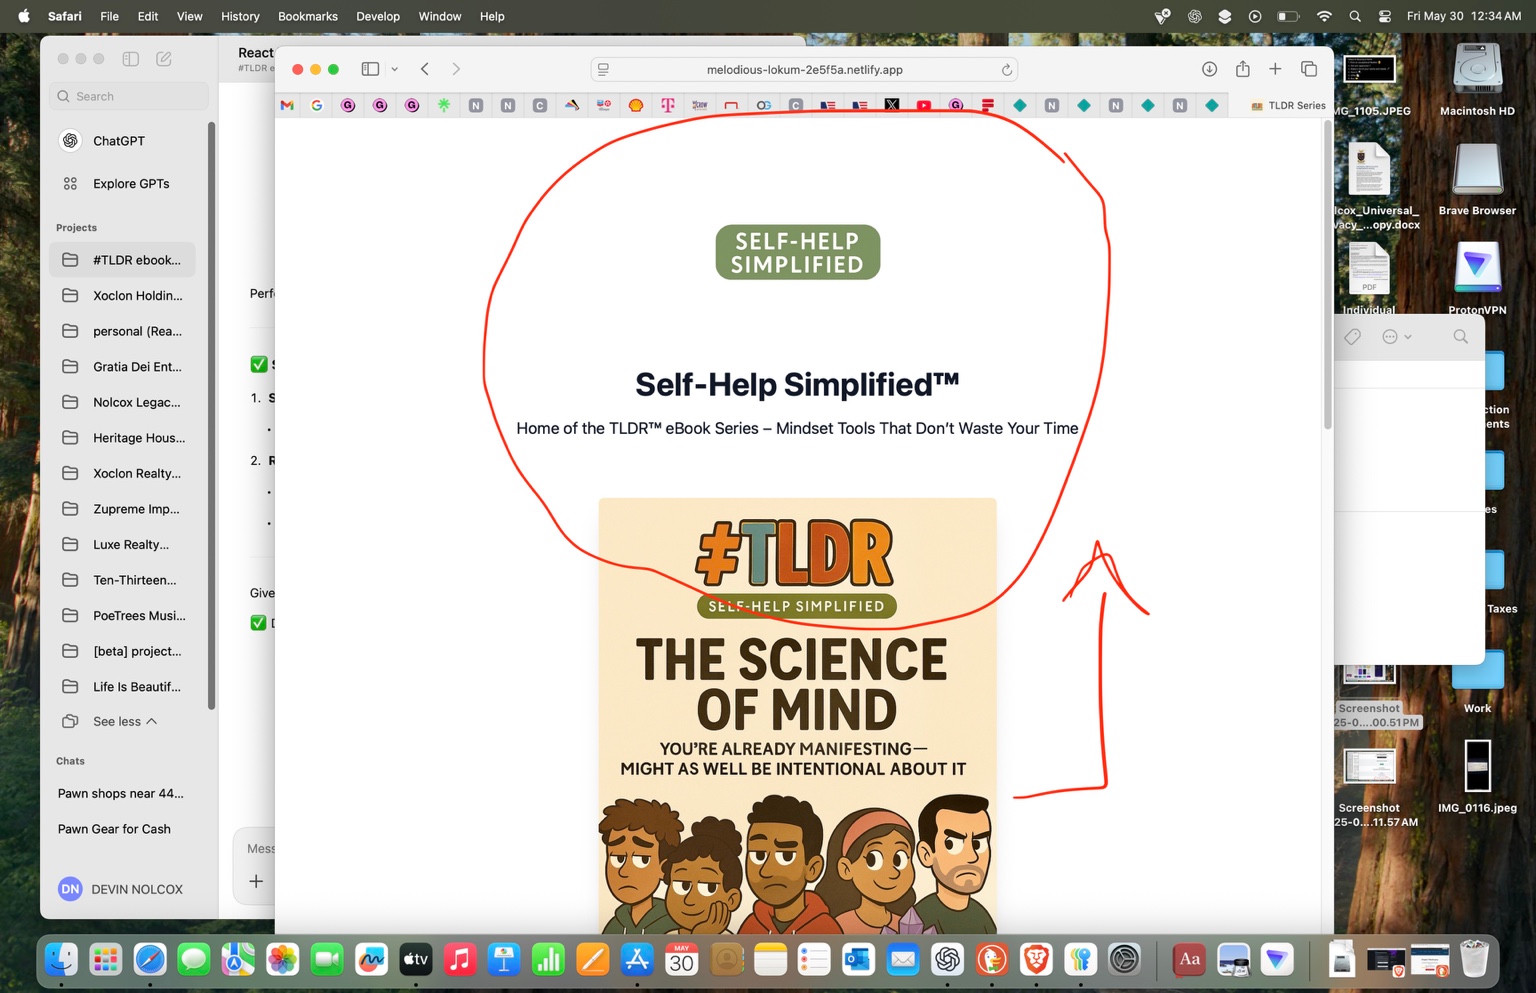 Safari File Edit View History Bookmarks Develop Window Help
Fri May 30 12:34 AM
Search
ChatGPT
Explore GPTs
Projects
#TLDR ebook...
Xoclon Holdin...
personal (Rea...
Gratia Dei Ent...
Nolcox Legac...
Heritage Hous...
Xoclon Realty...
Zupreme Imp...
Luxe Realty...
Ten-Thirteen...
PoeTrees Musi...
[beta] project...
Life Is Beautif...
See less
Chats
Pawn shops near 44...
Pawn Gear for Cash
DN DEVIN NOLCOX
React
#TLDR e
Perf
1. S
2. R
Give
Mess
melodious-lokum-2e5f5a.netlify.app
TLDR Series
SELF-HELP
SIMPLIFIED
Self-Help Simplified™
Home of the TLDR™ eBook Series – Mindset Tools That Don't Waste Your Time
#TLDR
SELF-HELP SIMPLIFIED
THE SCIENCE
OF MIND
YOU'RE ALREADY MANIFESTING—
MIGHT AS WELL BE INTENTIONAL ABOUT IT
MG_1105.JPEG
Macintosh HD
lcox_Universal_
vacy_...opy.docx
Brave Browser
PDF
Individual
ProtonVPN
ction
ents
es
Taxes
Screenshot
25-0....00.51 PM
Work
Screenshot
25-0....11.57 AM
IMG_0116.jpeg
tv
MAY
30
Aa